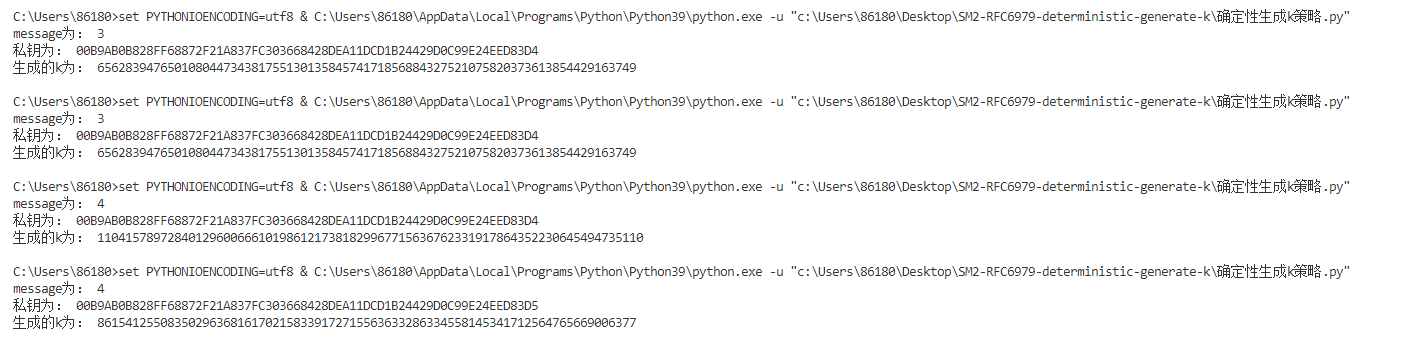 C:\Users\86180>set PYTHONIOENCODING=utf8 & C:\Users\86180\AppData\Local\Programs\Python\Python39\python.exe -u "c:\Users\86180\Desktop\SM2-RFC6979-deterministic-generate-k\确定性生成k策略.py"
message为: 3
私钥为: 00B9AB0B828FF68872F21A837FC303668428DEA11DCD1B24429D0C99E24EED83D4
生成的k为: 65628394765010804473438175513013584574171856884327521075820373613854429163749
C:\Users\86180>set PYTHONIOENCODING=utf8 & C:\Users\86180\AppData\Local\Programs\Python\Python39\python.exe -u "c:\Users\86180\Desktop\SM2-RFC6979-deterministic-generate-k\确定性生成k策略.py"
message为: 3
私钥为: 00B9AB0B828FF68872F21A837FC303668428DEA11DCD1B24429D0C99E24EED83D4
生成的k为: 65628394765010804473438175513013584574171856884327521075820373613854429163749
C:\Users\86180>set PYTHONIOENCODING=utf8 & C:\Users\86180\AppData\Local\Programs\Python\Python39\python.exe -u "c:\Users\86180\Desktop\SM2-RFC6979-deterministic-generate-k\确定性生成k策略.py"
message为: 4
私钥为: 00B9AB0B828FF68872F21A837FC303668428DEA11DCD1B24429D0C99E24EED83D4
生成的k为: 110415789728401296006661019861217381829967715636762331917864352230645494735110
C:\Users\86180>set PYTHONIOENCODING=utf8 & C:\Users\86180\AppData\Local\Programs\Python\Python39\python.exe -u "c:\Users\86180\Desktop\SM2-RFC6979-deterministic-generate-k\确定性生成k策略.py"
message为: 4
私钥为: 00B9AB0B828FF68872F21A837FC303668428DEA11DCD1B24429D0C99E24EED83D5
生成的k为: 86154125508350296368161702158339172715563633286334558145341712564765669006377